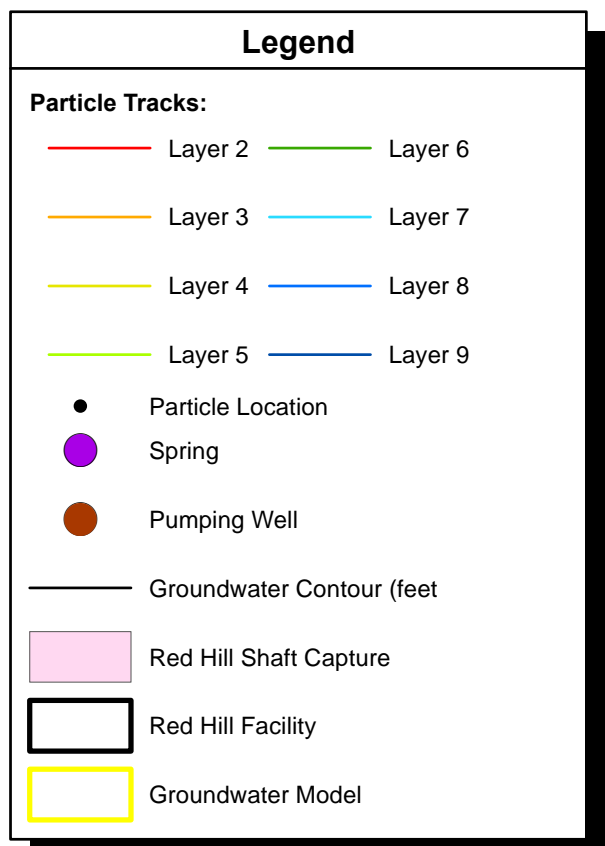 Legend
Particle Tracks:
Layer 2 Layer 6
Layer 3 Layer 7
Layer 4 Layer 8
Layer 5 Layer 9
Particle Location
Spring
Pumping Well
Groundwater Contour (feet
Red Hill Shaft Capture
Red Hill Facility
Groundwater Model